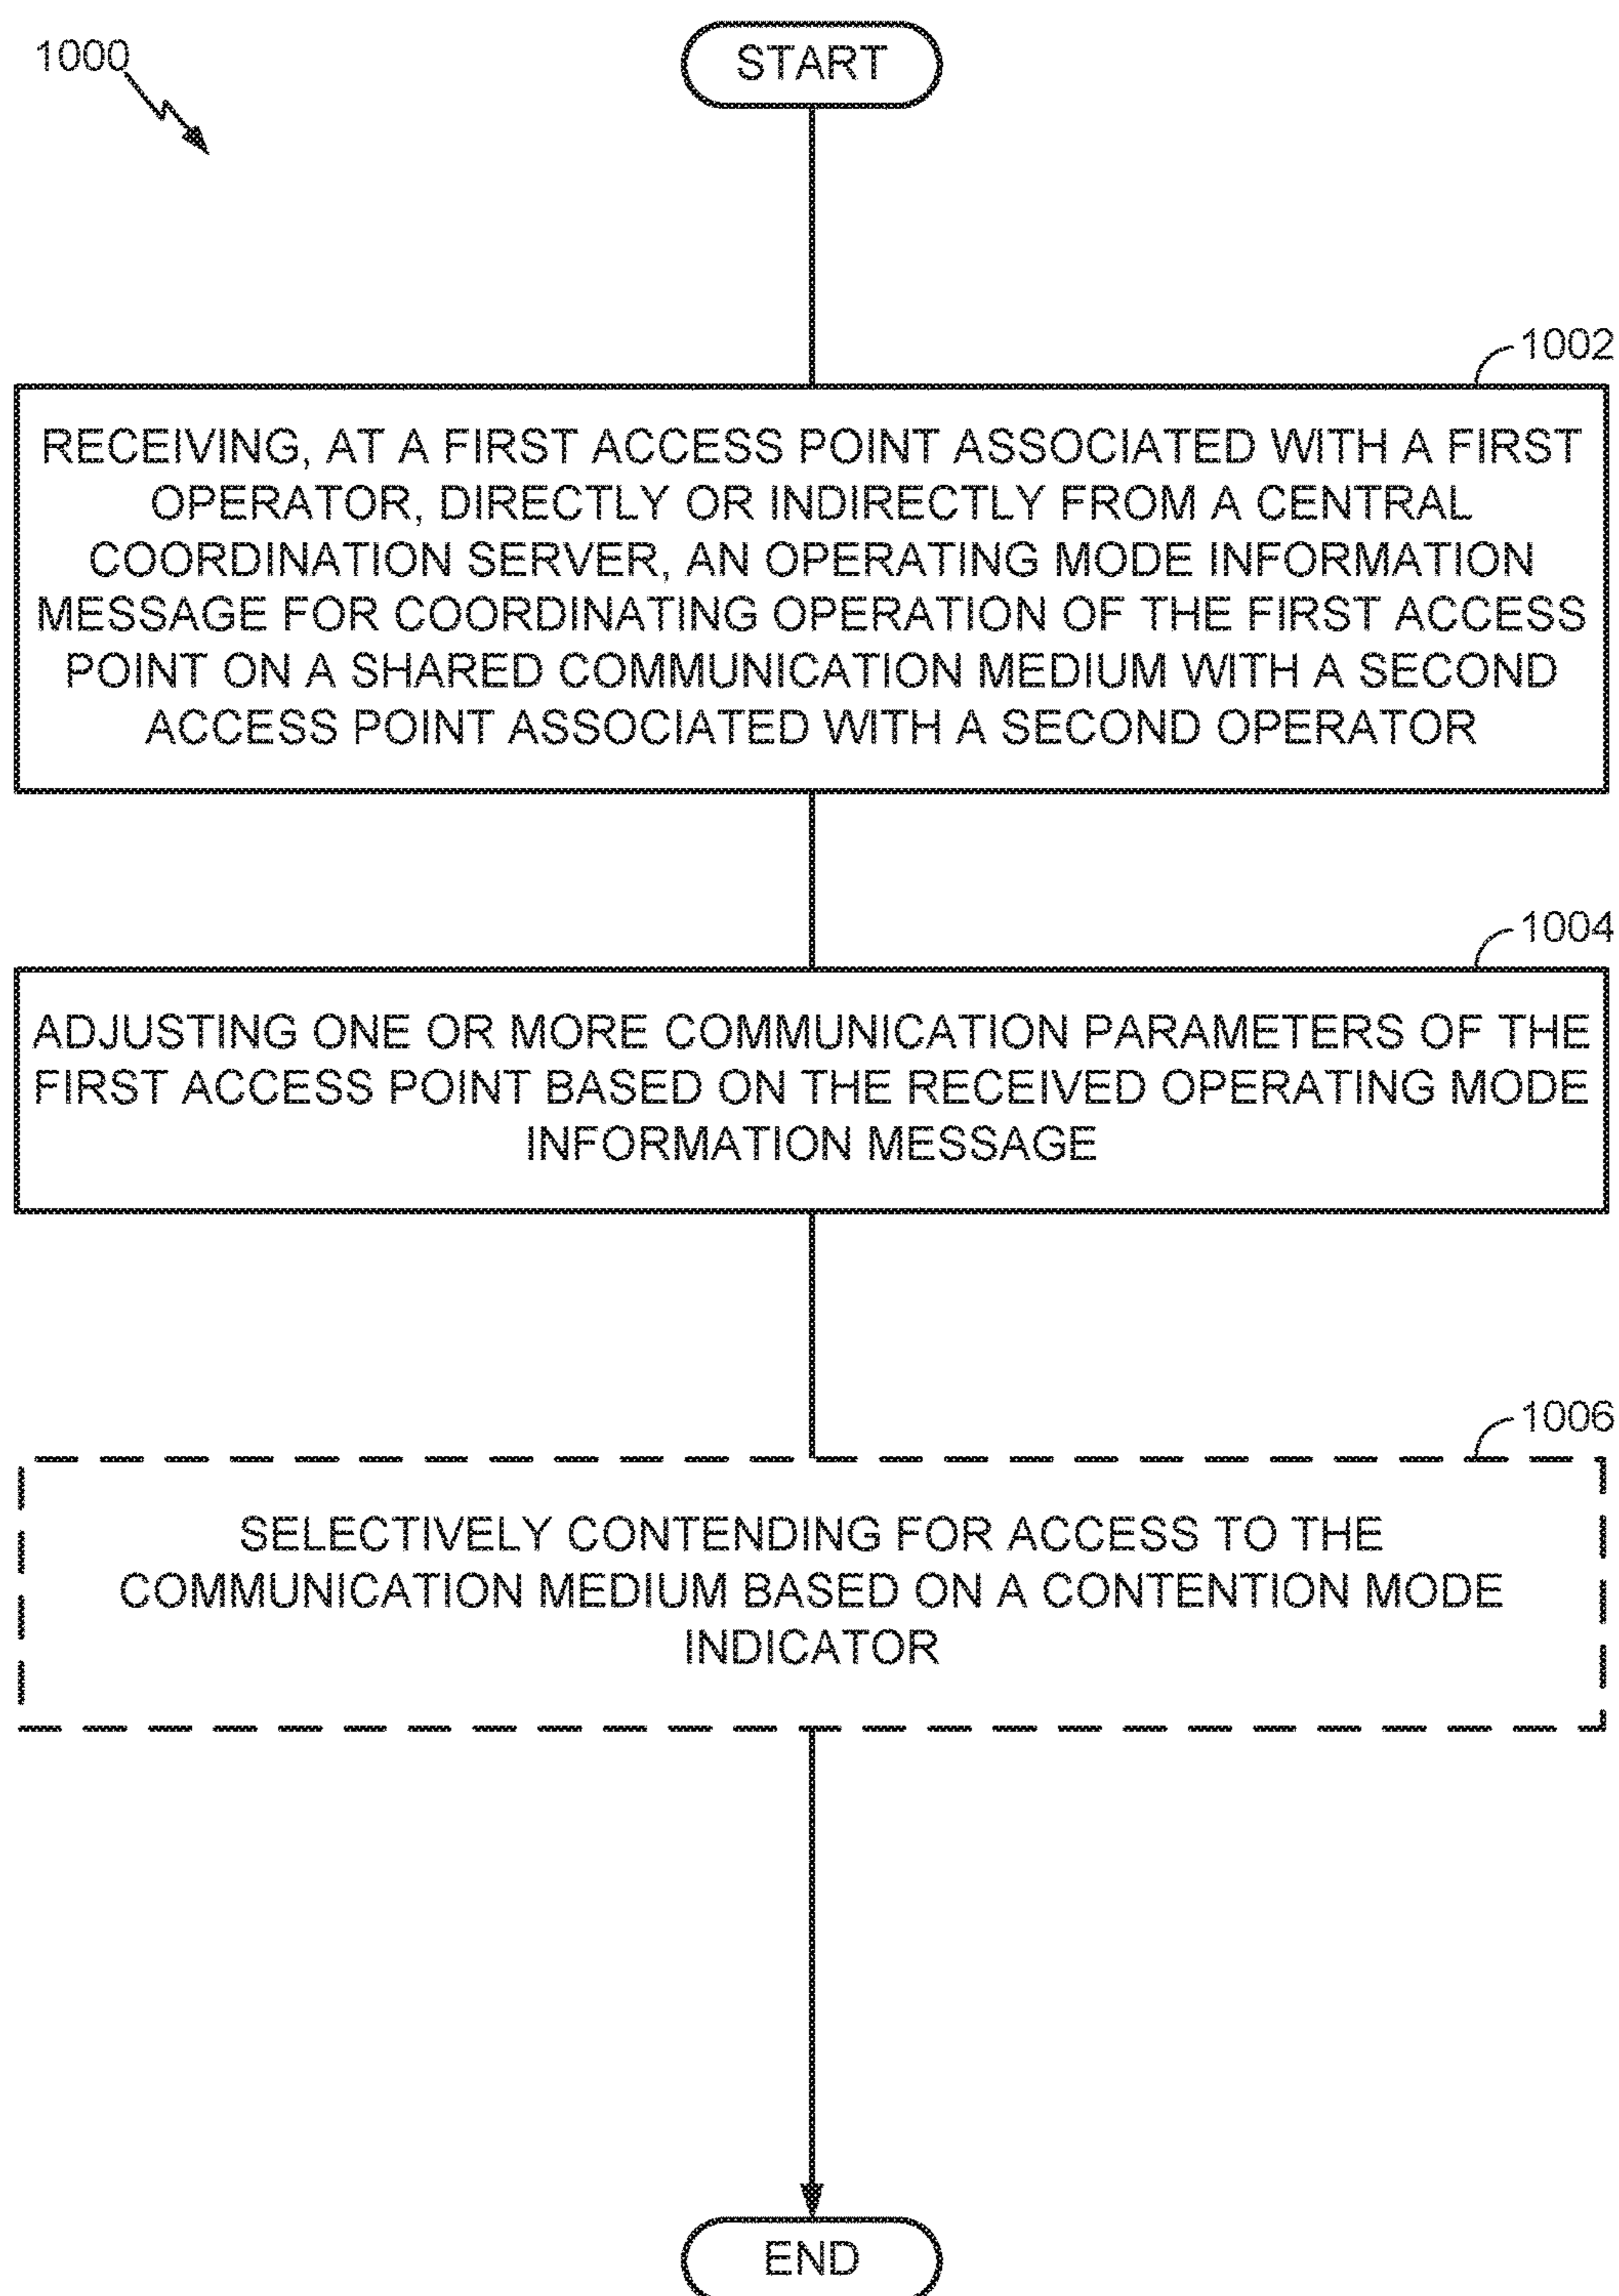 1000
START
1002
RECEIVING, AT A FIRST ACCESS POINT ASSOCIATED WITH A FIRST
OPERATOR, DIRECTLY OR INDIRECTLY FROM A CENTRAL
COORDINATION SERVER, AN OPERATING MODE INFORMATION
MESSAGE FOR COORDINATING OPERATION OF THE FIRST ACCESS
POINT ON A SHARED COMMUNICATION MEDIUM WITH A SECOND
ACCESS POINT ASSOCIATED WITH A SECOND OPERATOR
1004
ADJUSTING ONE OR MORE COMMUNICATION PARAMETERS OF THE
FIRST ACCESS POINT BASED ON THE RECEIVED OPERATING MODE
INFORMATION MESSAGE
1006
SELECTIVELY CONTENDING FOR ACCESS TO THE
COMMUNICATION MEDIUM BASED ON A CONTENTION MODE
INDICATOR
END